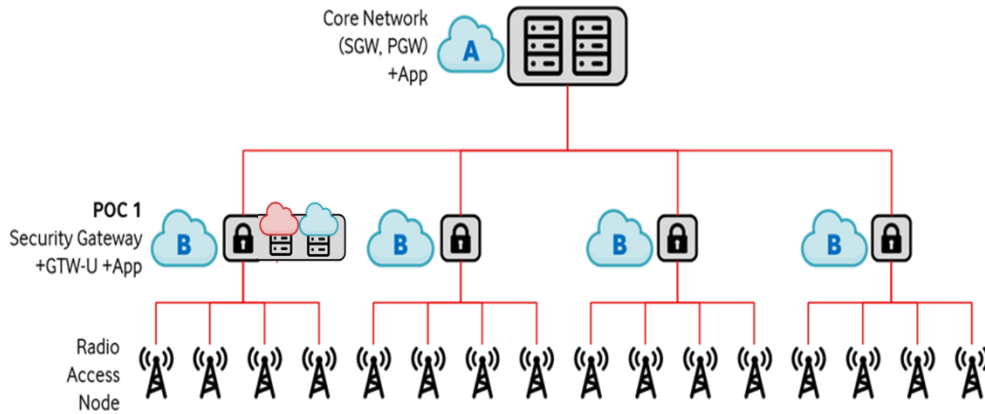 Core Network
(SGW, PGW)
+App
A
POC 1
Security Gateway
+GTW-U +App
B
B
B
B
Radio
Access
Node